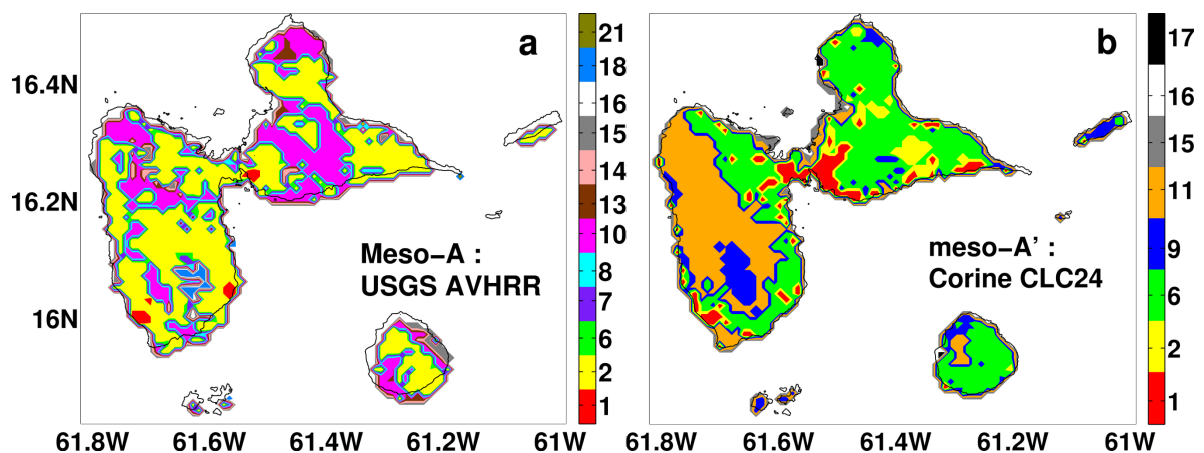 a
16.4N
16.2N
16N
Meso-A :
USGS AVHRR
61.8W 61.6W 61.4W 61.2W 61W
21
18
16
15
14
13
10
8
7
6
2
1
b
meso-A' :
Corine CLC24
61.8W 61.6W 61.4W 61.2W 61W
17
16
15
11
9
6
2
1